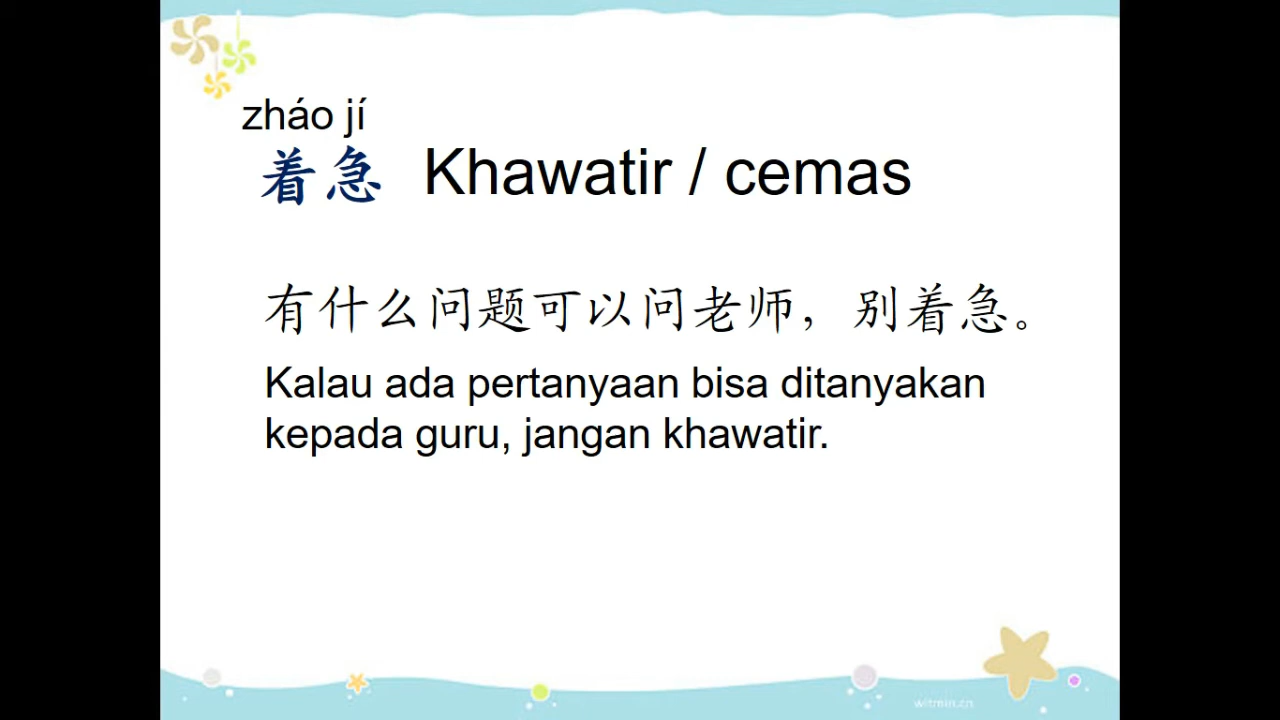 zháo jí
着急 Khawatir / cemas
有什么问题可以问老师，别着急。
Kalau ada pertanyaan bisa ditanyakan
kepada guru, jangan khawatir.
witmin.cn